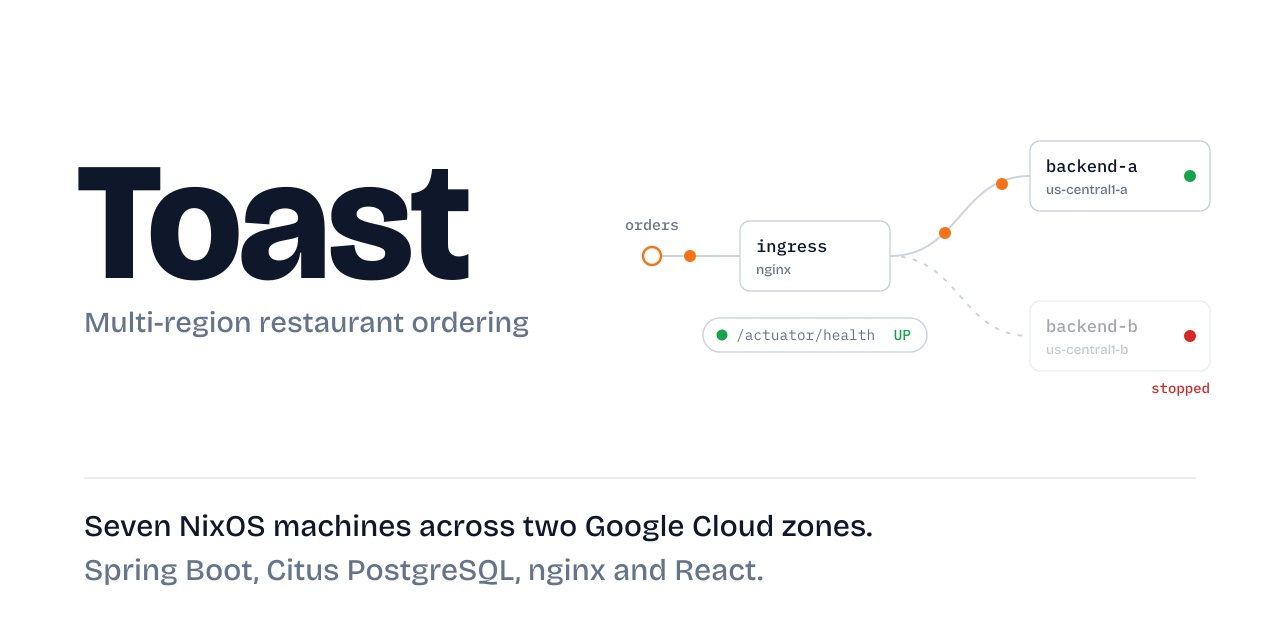 Toast
Multi-region restaurant ordering
orders
ingress
nginx
/actuator/health UP
backend-a
us-central1-a
backend-b
us-central1-b
stopped
Seven NixOS machines across two Google Cloud zones.
Spring Boot, Citus PostgreSQL, nginx and React.